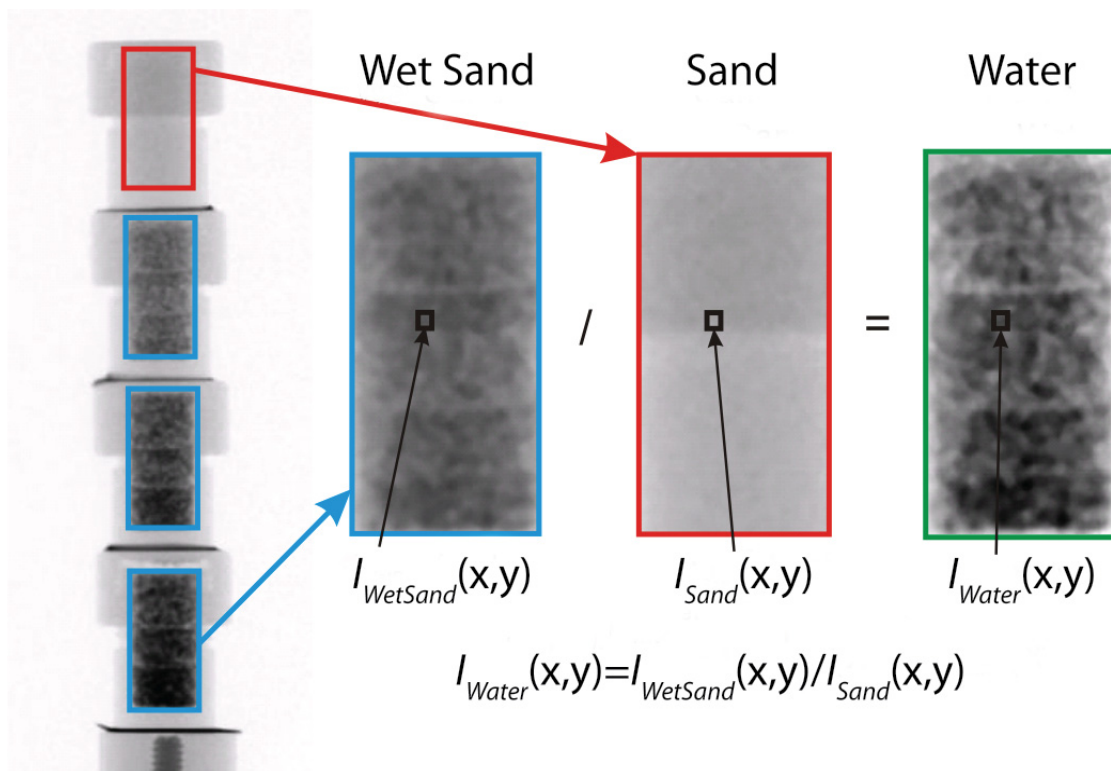 Wet Sand Sand Water
/ =
I_WetSand(x,y) I_Sand(x,y) I_Water(x,y)
I_Water(x,y)=I_WetSand(x,y)/I_Sand(x,y)